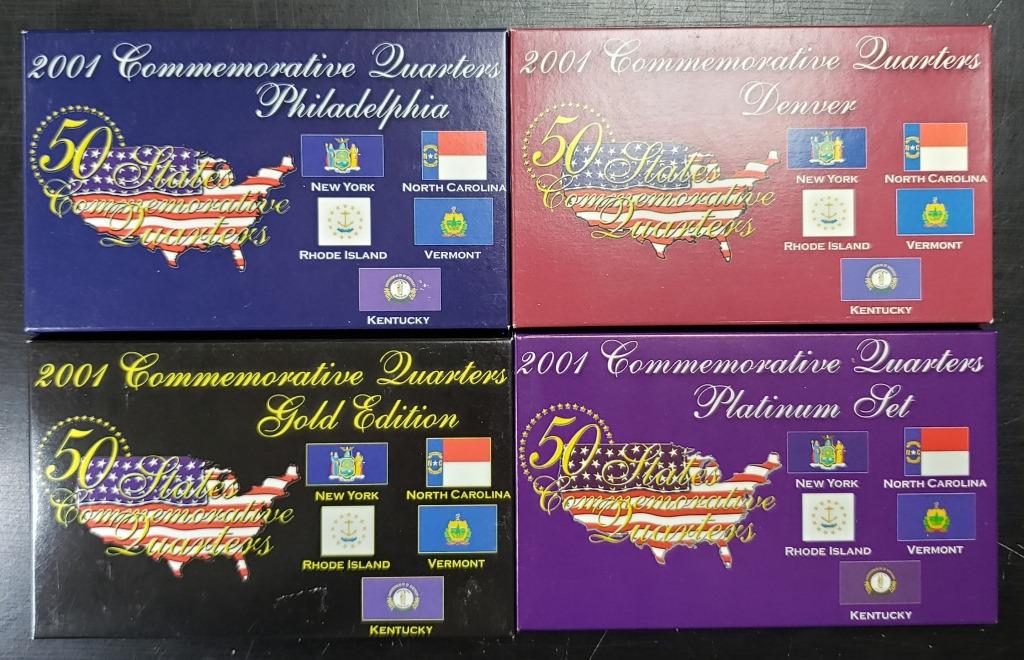 2001 Commemorative Quarters
Philadelphia
50 States
Commemorative
Quarters
NEW YORK
NORTH CAROLINA
RHODE ISLAND
VERMONT
KENTUCKY
2001 Commemorative Quarters
Denver
50 States
Commemorative
Quarters
NEW YORK
NORTH CAROLINA
RHODE ISLAND
VERMONT
KENTUCKY
2001 Commemorative Quarters
Gold Edition
50 States
Commemorative
Quarters
NEW YORK
NORTH CAROLINA
RHODE ISLAND
VERMONT
KENTUCKY
2001 Commemorative Quarters
Platinum Set
50 States
Commemorative
Quarters
NEW YORK
NORTH CAROLINA
RHODE ISLAND
VERMONT
KENTUCKY